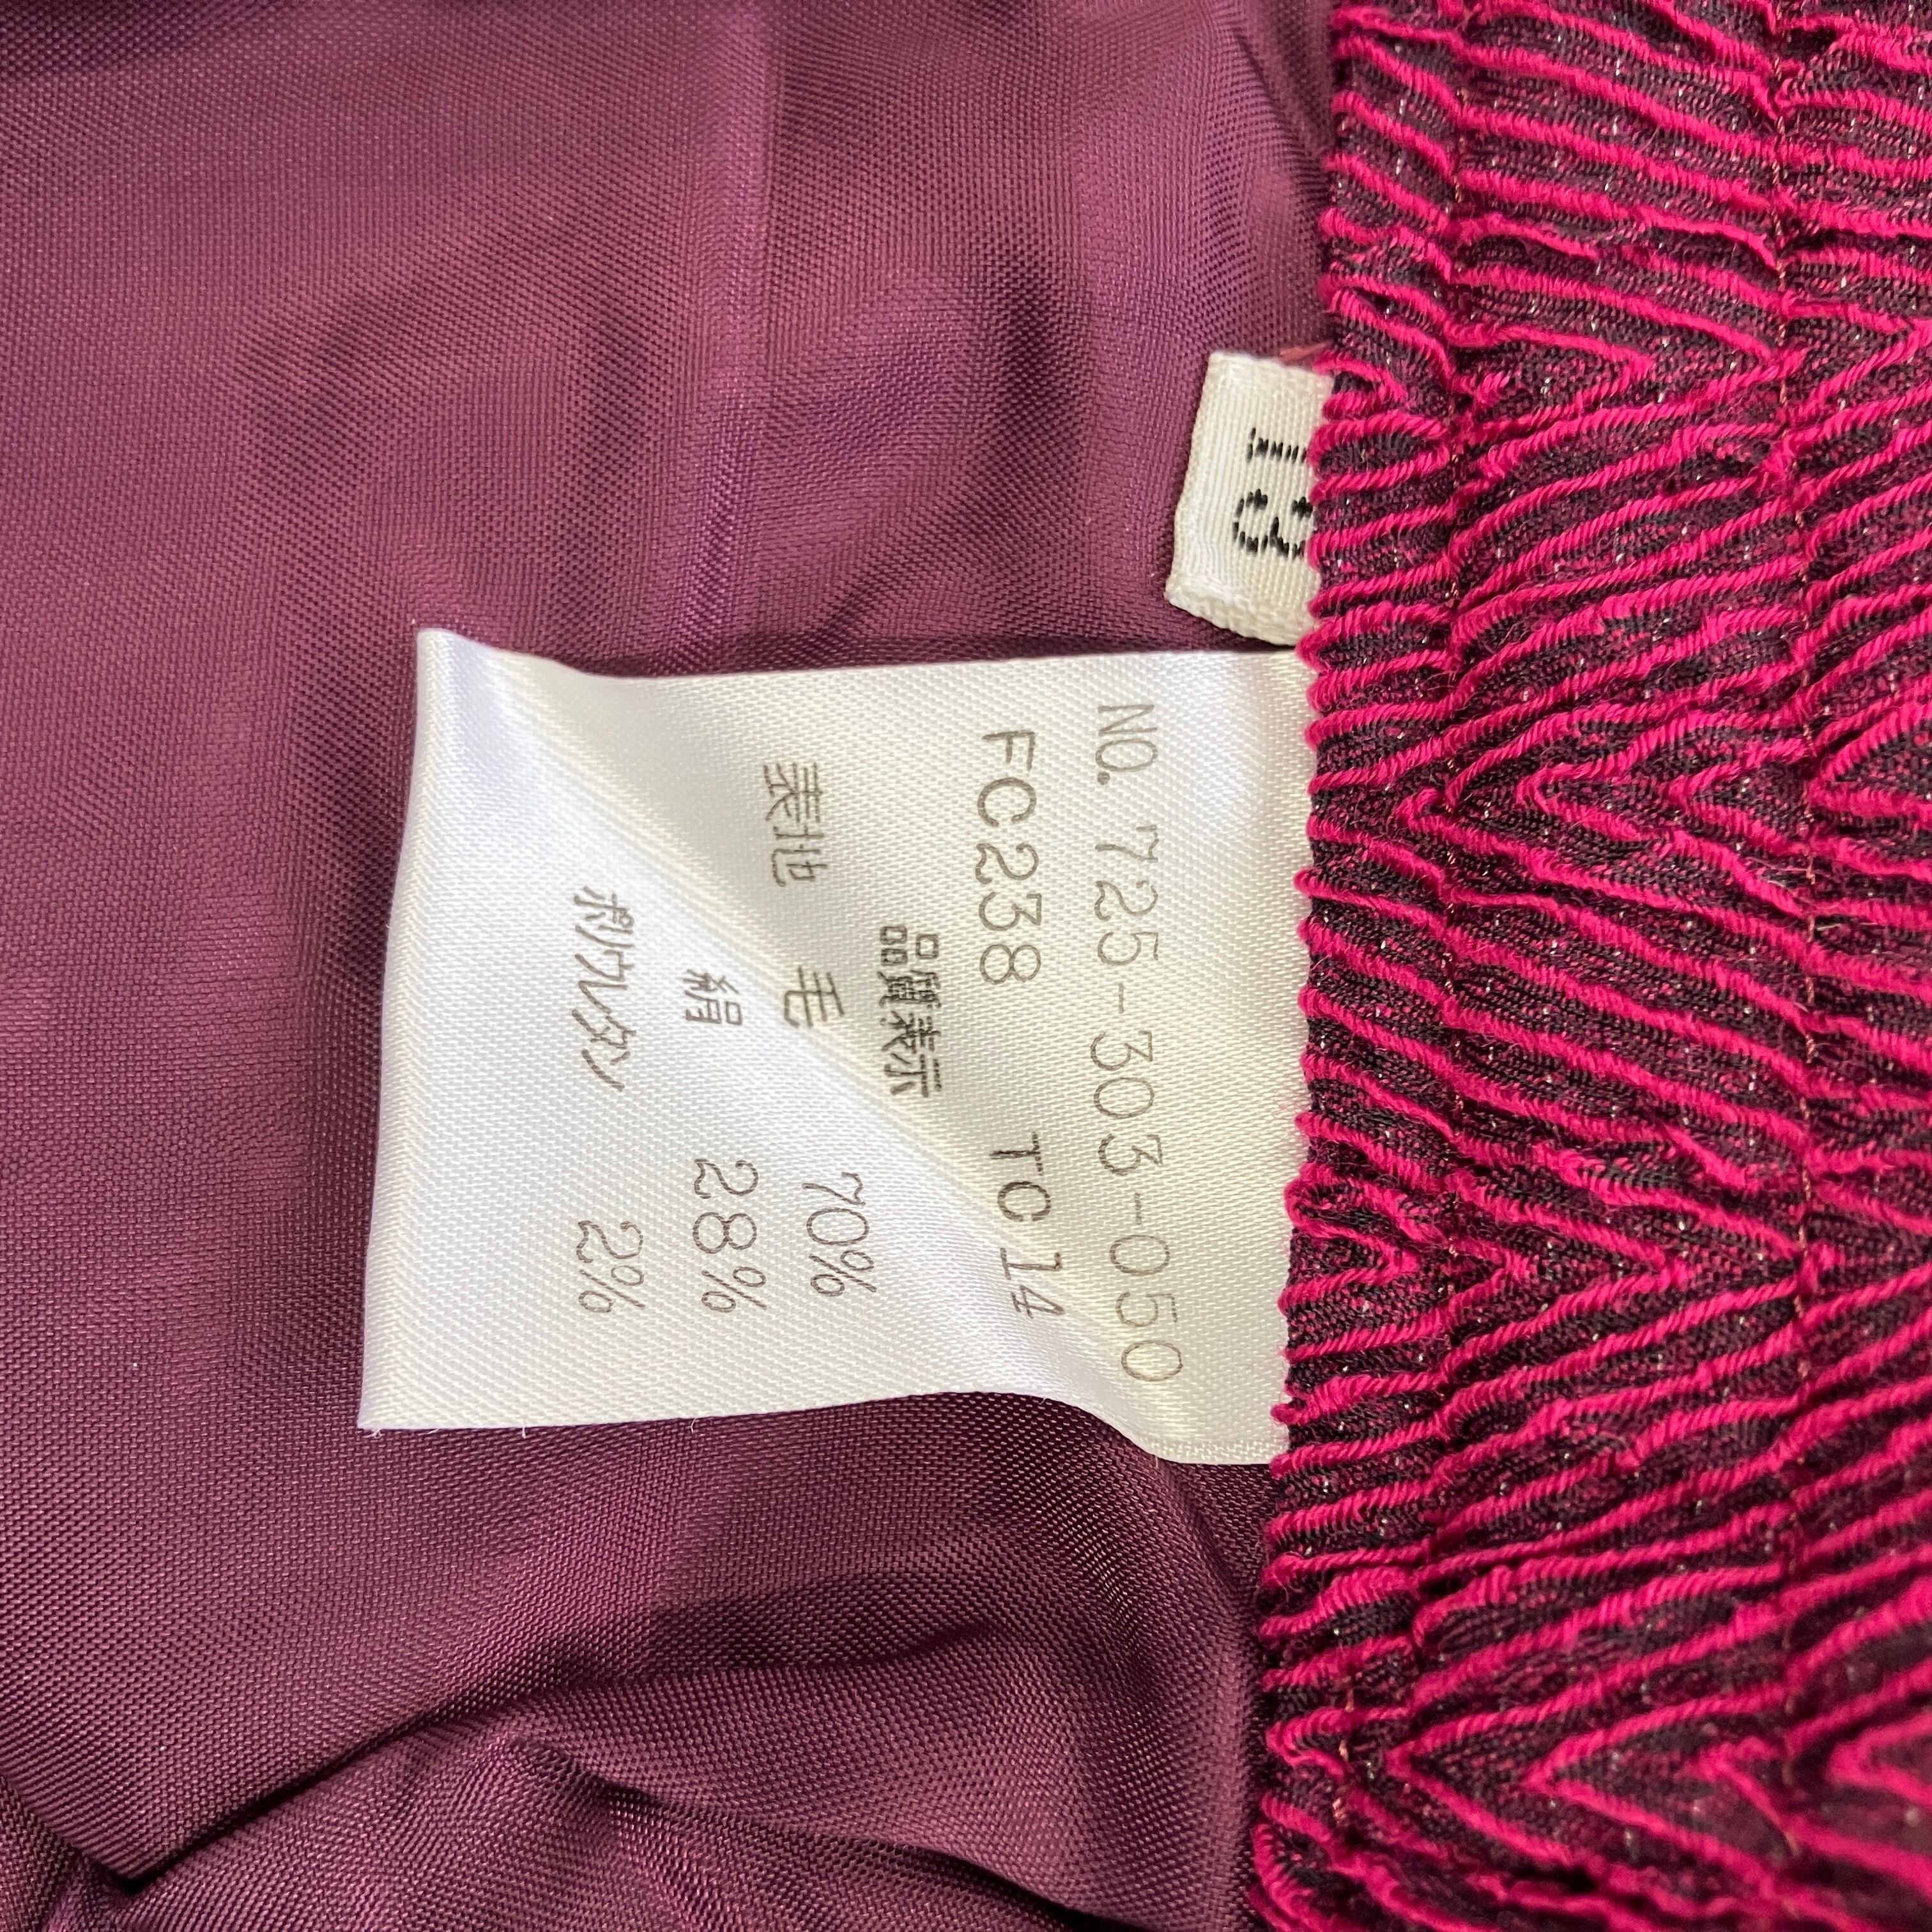 13
NO. 725-303-050
FC238 TC14
品質表示
表地 毛 70%
絹 28%
ポリウレタン 2%